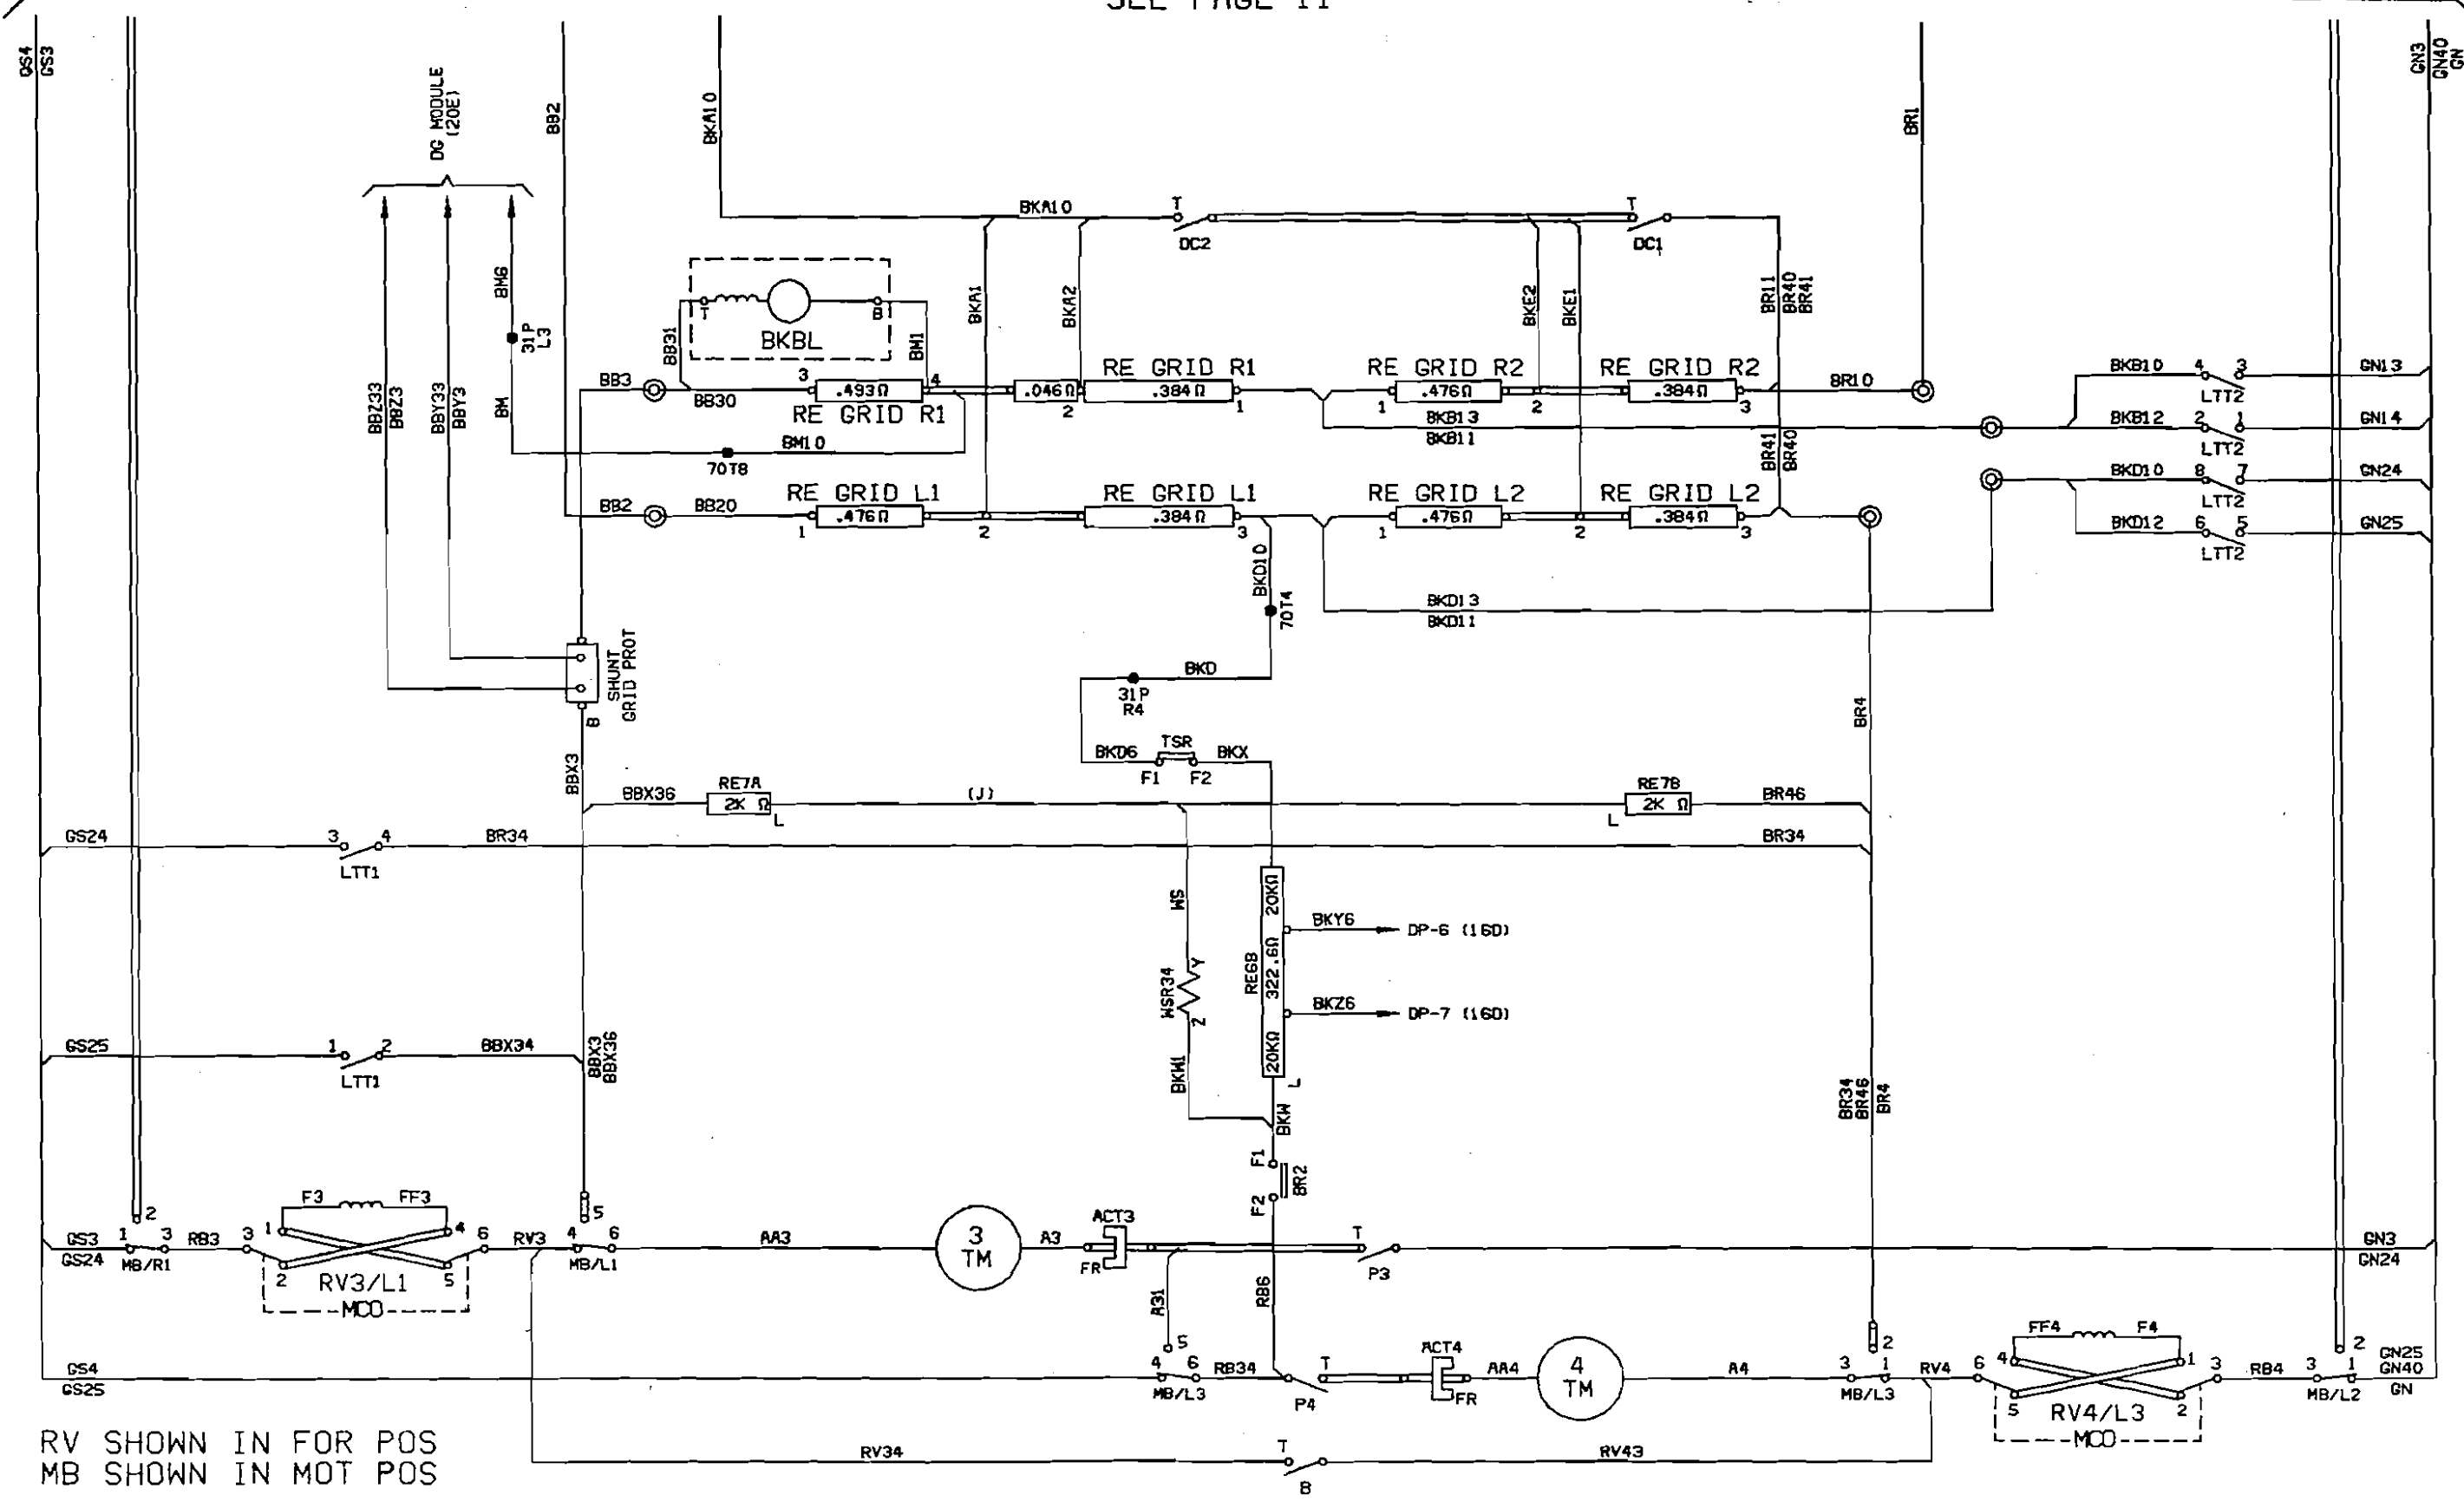 SEE PAGE 11
GS4
GS3
DG MODULE
(20E)
BB2
BKA10
BR1
GN3
GN40
GN
BKA10
T
DC2
T
DC1
BM6
31P
L3
BM
BBZ33
BBZ3
BBY33
BBY3
T
B
BKBL
BB31
BM1
BKA1
BKA2
BKE2
BKE1
BR11
BR40
BR41
BB3
BB30
3
.493Ω
4
RE GRID R1
.046Ω
2
RE GRID R1
.384Ω
1
RE GRID R2
.476Ω
1
2
RE GRID R2
.384Ω
3
BR10
BKB13
BKB11
BM10
70T8
BR41
BR40
BKB10
4
3
LTT2
GN13
BKB12
2
1
LTT2
GN14
BKD10
8
7
LTT2
GN24
BKD12
6
5
LTT2
GN25
BB2
BB20
RE GRID L1
.476Ω
1
2
RE GRID L1
.384Ω
3
RE GRID L2
.476Ω
1
2
RE GRID L2
.384Ω
3
BKD10
70T4
BKD13
BKD11
SHUNT
GRID PROT
B
BKD
31P
R4
BR4
BKD6
TSR
BKX
F1
F2
BBX3
BBX36
RE7A
2K Ω
L
(J)
RE7B
2K Ω
L
BR46
GS24
3
4
LTT1
BR34
BR34
WS
WSR34
Y
Z
BKW1
20KΩ
322.6Ω
20KΩ
RE6B
L
BKY6
DP-6 (16D)
BKZ6
DP-7 (16D)
GS25
1
2
LTT1
BBX34
BBX3
BBX36
BKW
F1
BR2
F2
BR34
BR46
BR4
GS3
GS24
1
2
3
MB/R1
RB3
3
F3
FF3
1
4
2
5
6
RV3/L1
MCO
RV3
4
5
6
MB/L1
AA3
3
TM
A3
ACT3
FR
T
P3
GN3
GN24
A31
RB6
GS4
GS25
4
5
6
MB/L3
RB34
T
P4
ACT4
FR
AA4
4
TM
A4
3
2
1
MB/L3
RV4
6
FF4
F4
4
1
5
2
3
RV4/L3
MCO
RB4
3
2
1
MB/L2
GN25
GN40
GN
RV34
T
B
RV43
RV SHOWN IN FOR POS
MB SHOWN IN MOT POS